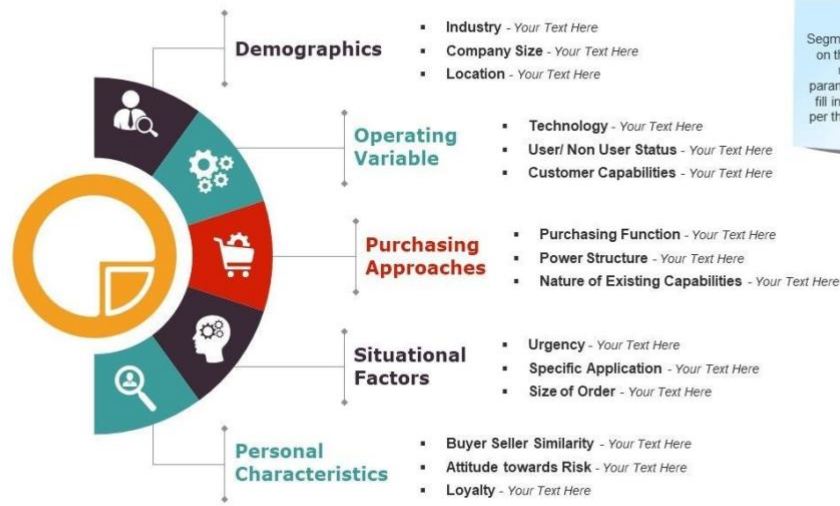 Demographics
▪ Industry - Your Text Here
▪ Company Size - Your Text Here
▪ Location - Your Text Here
Operating
Variable
▪ Technology - Your Text Here
▪ User/ Non User Status - Your Text Here
▪ Customer Capabilities - Your Text Here
Purchasing
Approaches
▪ Purchasing Function - Your Text Here
▪ Power Structure - Your Text Here
▪ Nature of Existing Capabilities - Your Text Here
Situational
Factors
▪ Urgency - Your Text Here
▪ Specific Application - Your Text Here
▪ Size of Order - Your Text Here
Personal
Characteristics
▪ Buyer Seller Similarity - Your Text Here
▪ Attitude towards Risk - Your Text Here
▪ Loyalty - Your Text Here
on
fill in
per